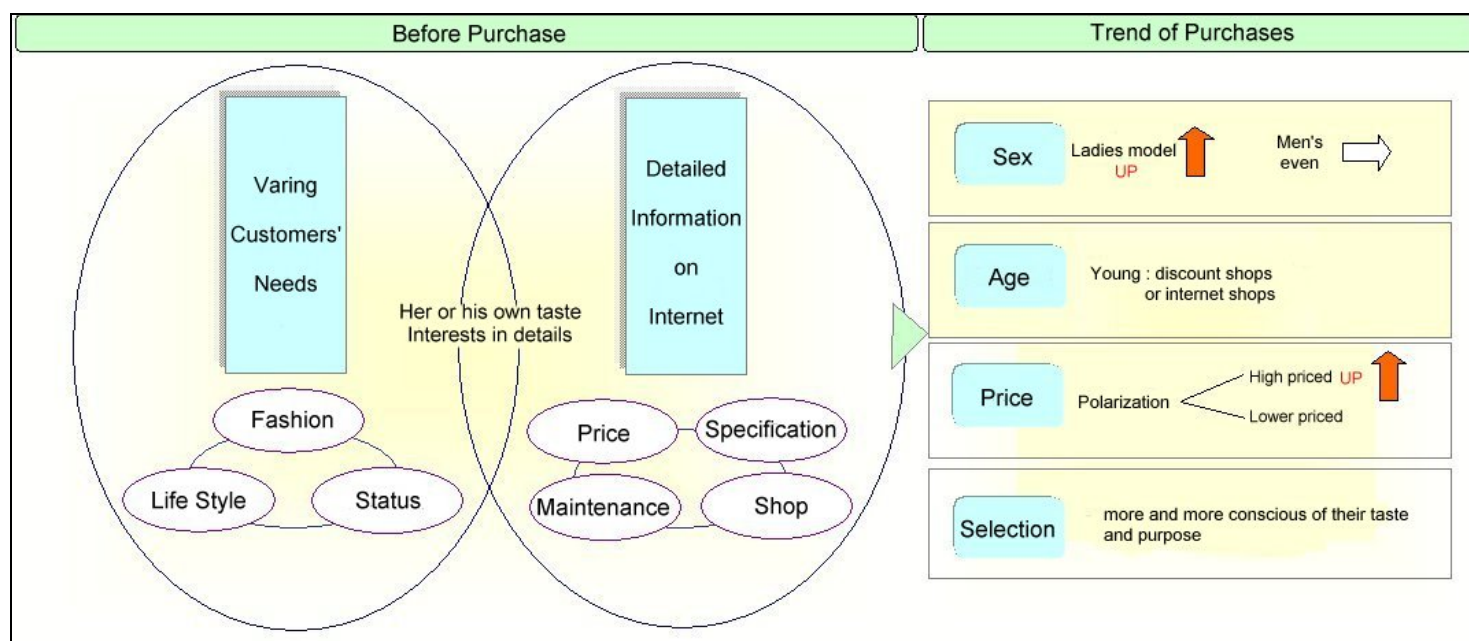 Before Purchase
Trend of Purchases
Varing
Customers'
Needs
Detailed
Information
on
Internet
Her or his own taste
Interests in details
Fashion
Life Style
Status
Price
Specification
Maintenance
Shop
Sex
Ladies model
UP
Men's
even
Age
Young : discount shops
or internet shops
Price
Polarization
High priced UP
Lower priced
Selection
more and more conscious of their taste
and purpose